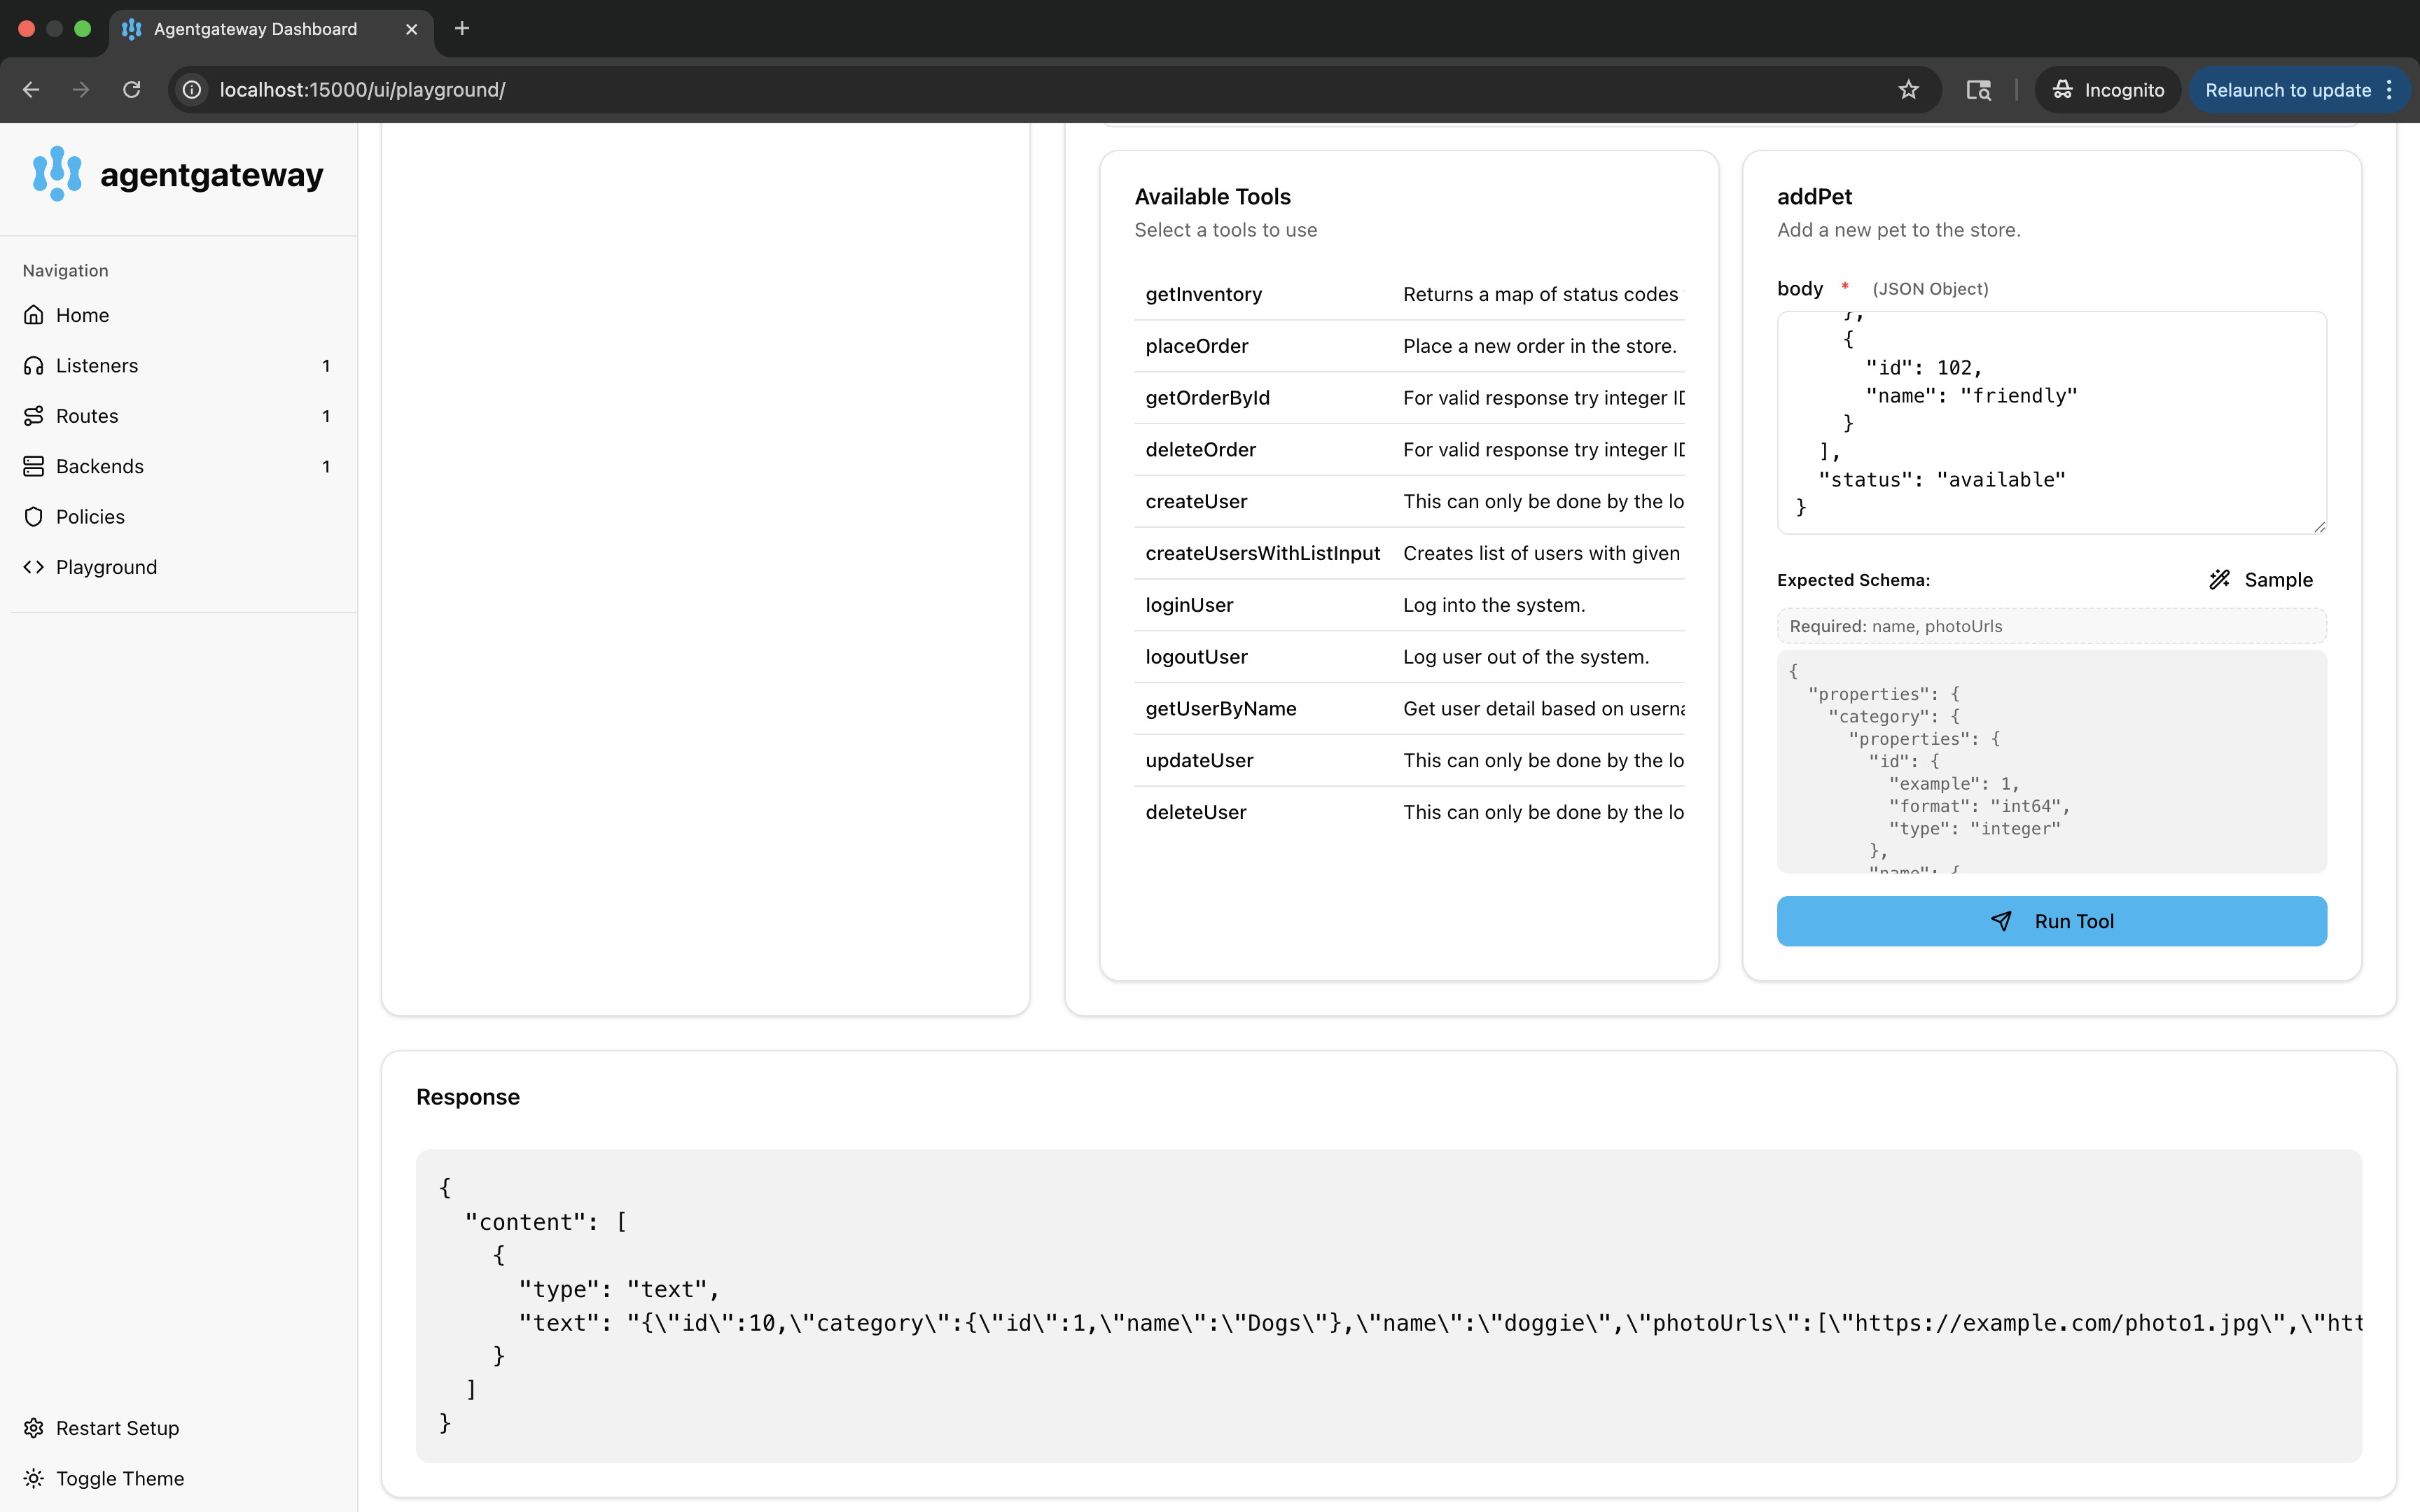 Agentgateway Dashboard
localhost:15000/ui/playground/
Incognito
Relaunch to update
agentgateway
Navigation
Home
Listeners 1
Routes 1
Backends 1
Policies
Playground
Restart Setup
Toggle Theme
Available Tools
Select a tools to use
getInventory Returns a map of status codes
placeOrder Place a new order in the store.
getOrderById For valid response try integer ID
deleteOrder For valid response try integer ID
createUser This can only be done by the lo
createUsersWithListInput Creates list of users with given
loginUser Log into the system.
logoutUser Log user out of the system.
getUserByName Get user detail based on userna
updateUser This can only be done by the lo
deleteUser This can only be done by the lo
addPet
Add a new pet to the store.
body * (JSON Object)
},
{
"id": 102,
"name": "friendly"
}
],
"status": "available"
}
Expected Schema:
Sample
Required: name, photoUrls
{
"properties": {
"category": {
"properties": {
"id": {
"example": 1,
"format": "int64",
"type": "integer"
},
"name": {
Run Tool
Response
{
"content": [
{
"type": "text",
"text": "{\"id\":10,\"category\":{\"id\":1,\"name\":\"Dogs\"},\"name\":\"doggie\",\"photoUrls\":[\"https://example.com/photo1.jpg\",\"htt
}
]
}